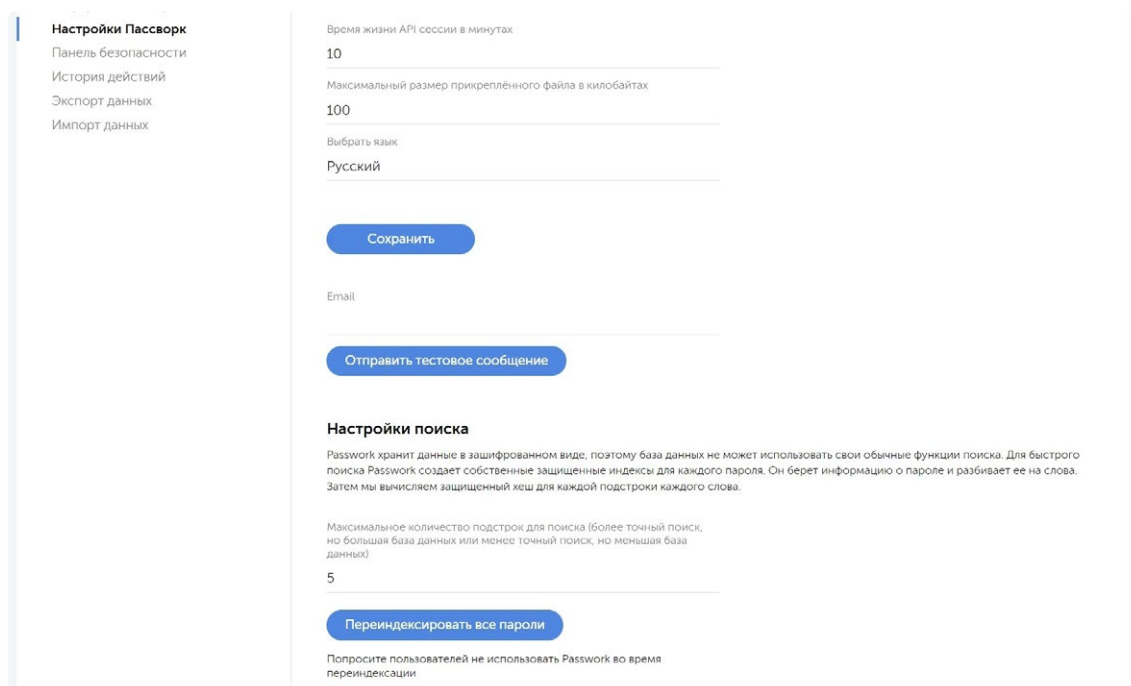 Настройки Пассворк
Панель безопасности
История действий
Экспорт данных
Импорт данных
Время жизни API сессии в минутах
10
Максимальный размер прикреплённого файла в килобайтах
100
Выбрать язык
Русский
Сохранить
Email
Отправить тестовое сообщение
Настройки поиска
Passwork хранит данные в зашифрованном виде, поэтому база данных не может использовать свои обычные функции поиска. Для быстрого
поиска Passwork создает собственные защищенные индексы для каждого пароля. Он берет информацию о пароле и разбивает ее на слова.
Затем мы вычисляем защищенный хеш для каждой подстроки каждого слова.
Максимальное количество подстрок для поиска (более точный поиск,
но большая база данных или менее точный поиск, но меньшая база
данных)
5
Переиндексировать все пароли
Попросите пользователей не использовать Passwork во время
переиндексации